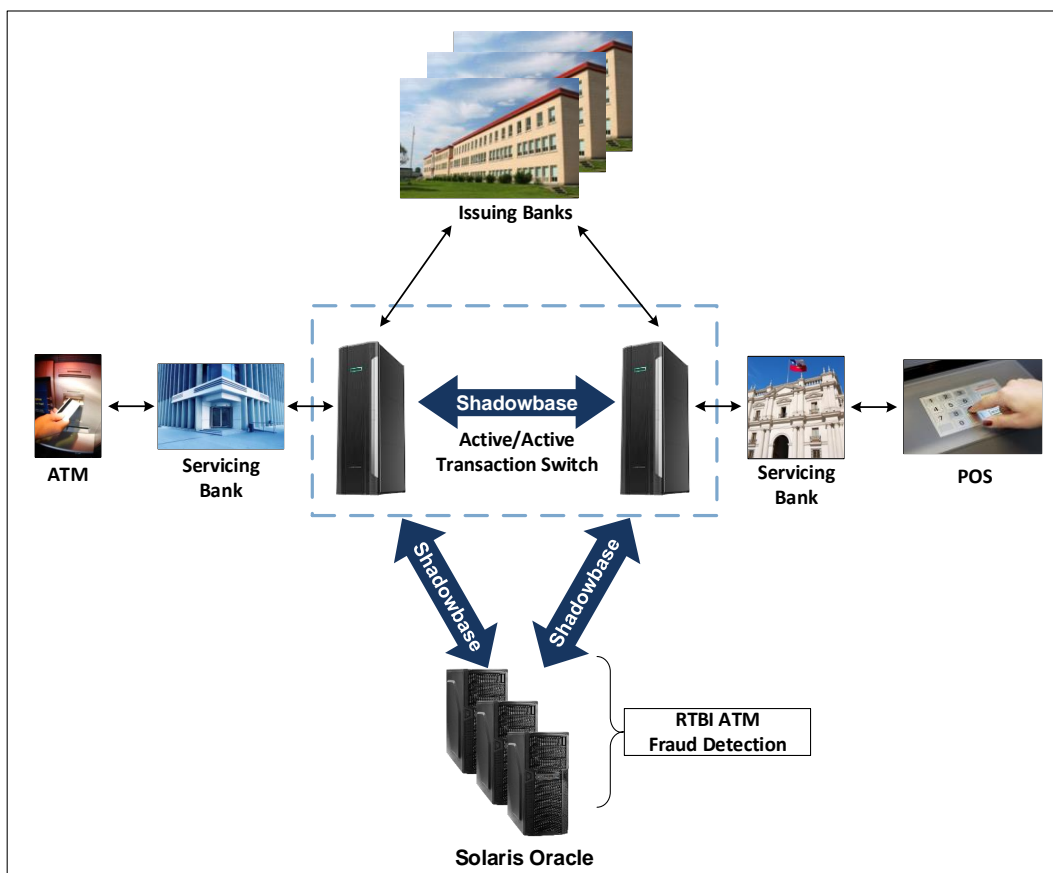 Issuing Banks
Shadowbase
Active/Active
Transaction Switch
ATM
Servicing
Bank
Servicing
Bank
POS
Shadowbase
Shadowbase
RTBI ATM
Fraud Detection
Solaris Oracle